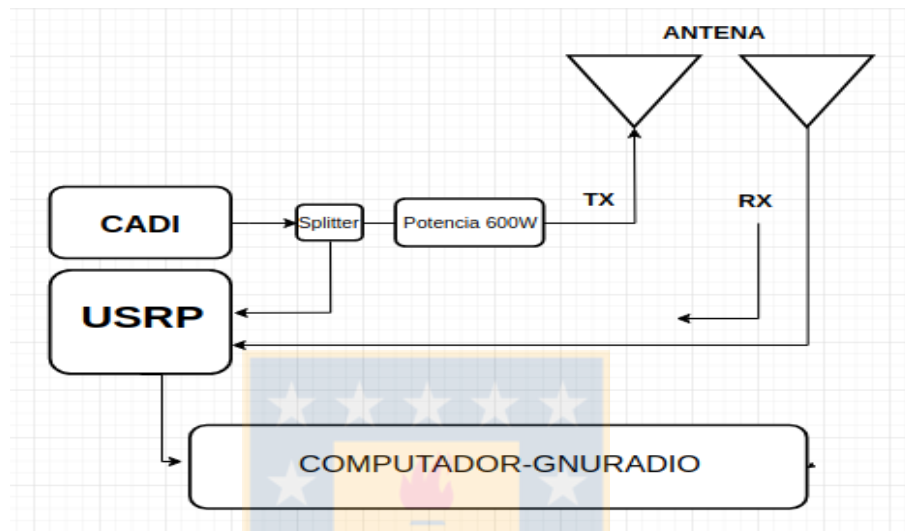 ANTENA
TX
RX
CADI
Splitter
Potencia 600W
USRP
COMPUTADOR-GNURADIO